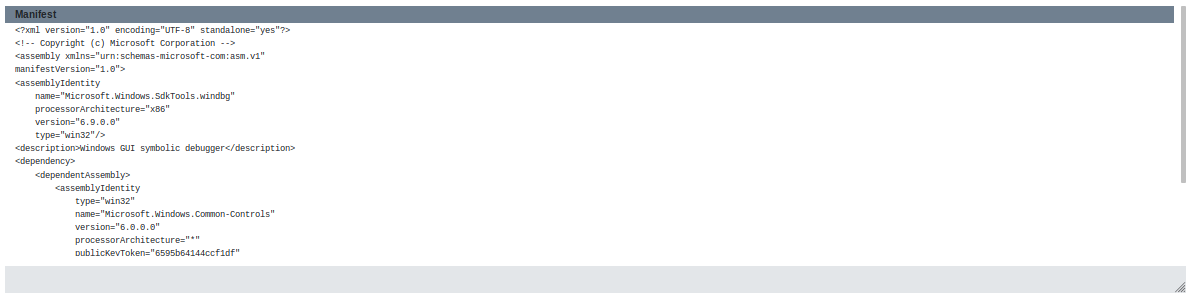 Manifest
<?xml version="1.0" encoding="UTF-8" standalone="yes"?>
<!-- Copyright (c) Microsoft Corporation -->
<assembly xmlns="urn:schemas-microsoft-com:asm.v1"
manifestVersion="1.0">
<assemblyIdentity
    name="Microsoft.Windows.SdkTools.windbg"
    processorArchitecture="x86"
    version="6.9.0.0"
    type="win32"/>
<description>Windows GUI symbolic debugger</description>
<dependency>
    <dependentAssembly>
        <assemblyIdentity
            type="win32"
            name="Microsoft.Windows.Common-Controls"
            version="6.0.0.0"
            processorArchitecture="*"
            publicKeyToken="6595b64144ccf1df"